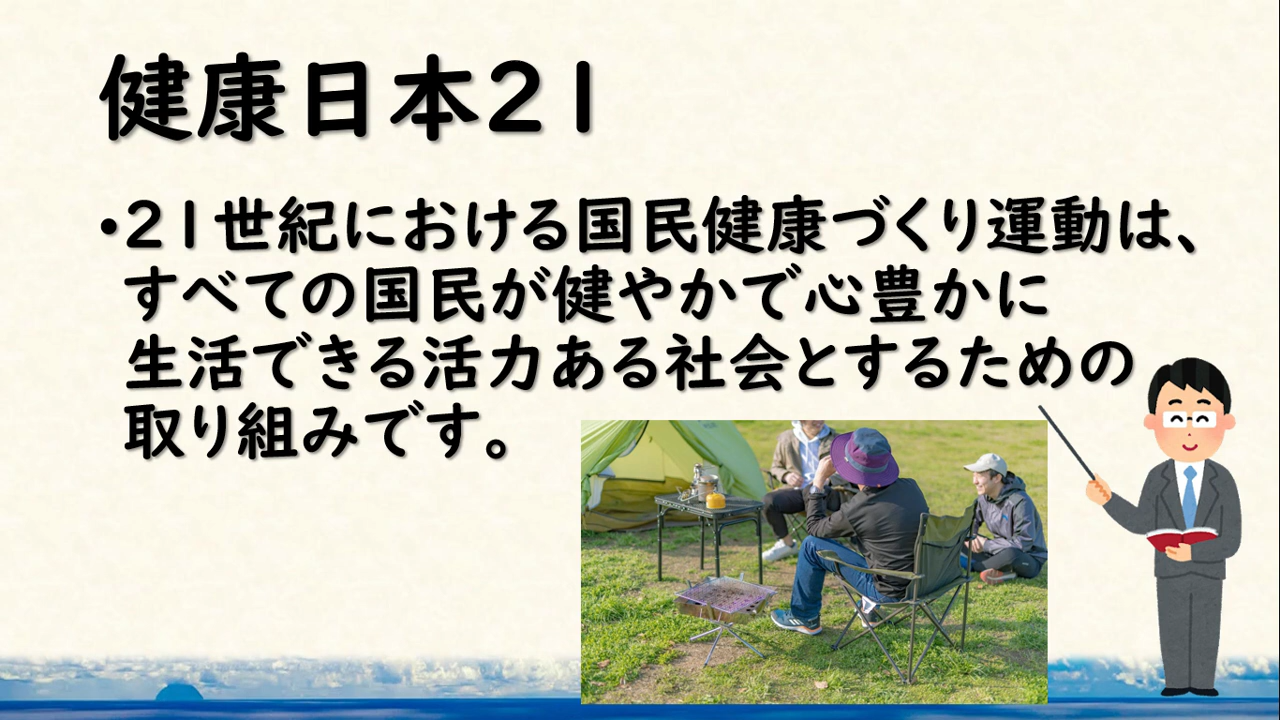 健康日本21
•21世紀における国民健康づくり運動は、
すべての国民が健やかで心豊かに
生活できる活力ある社会とするための
取り組みです。